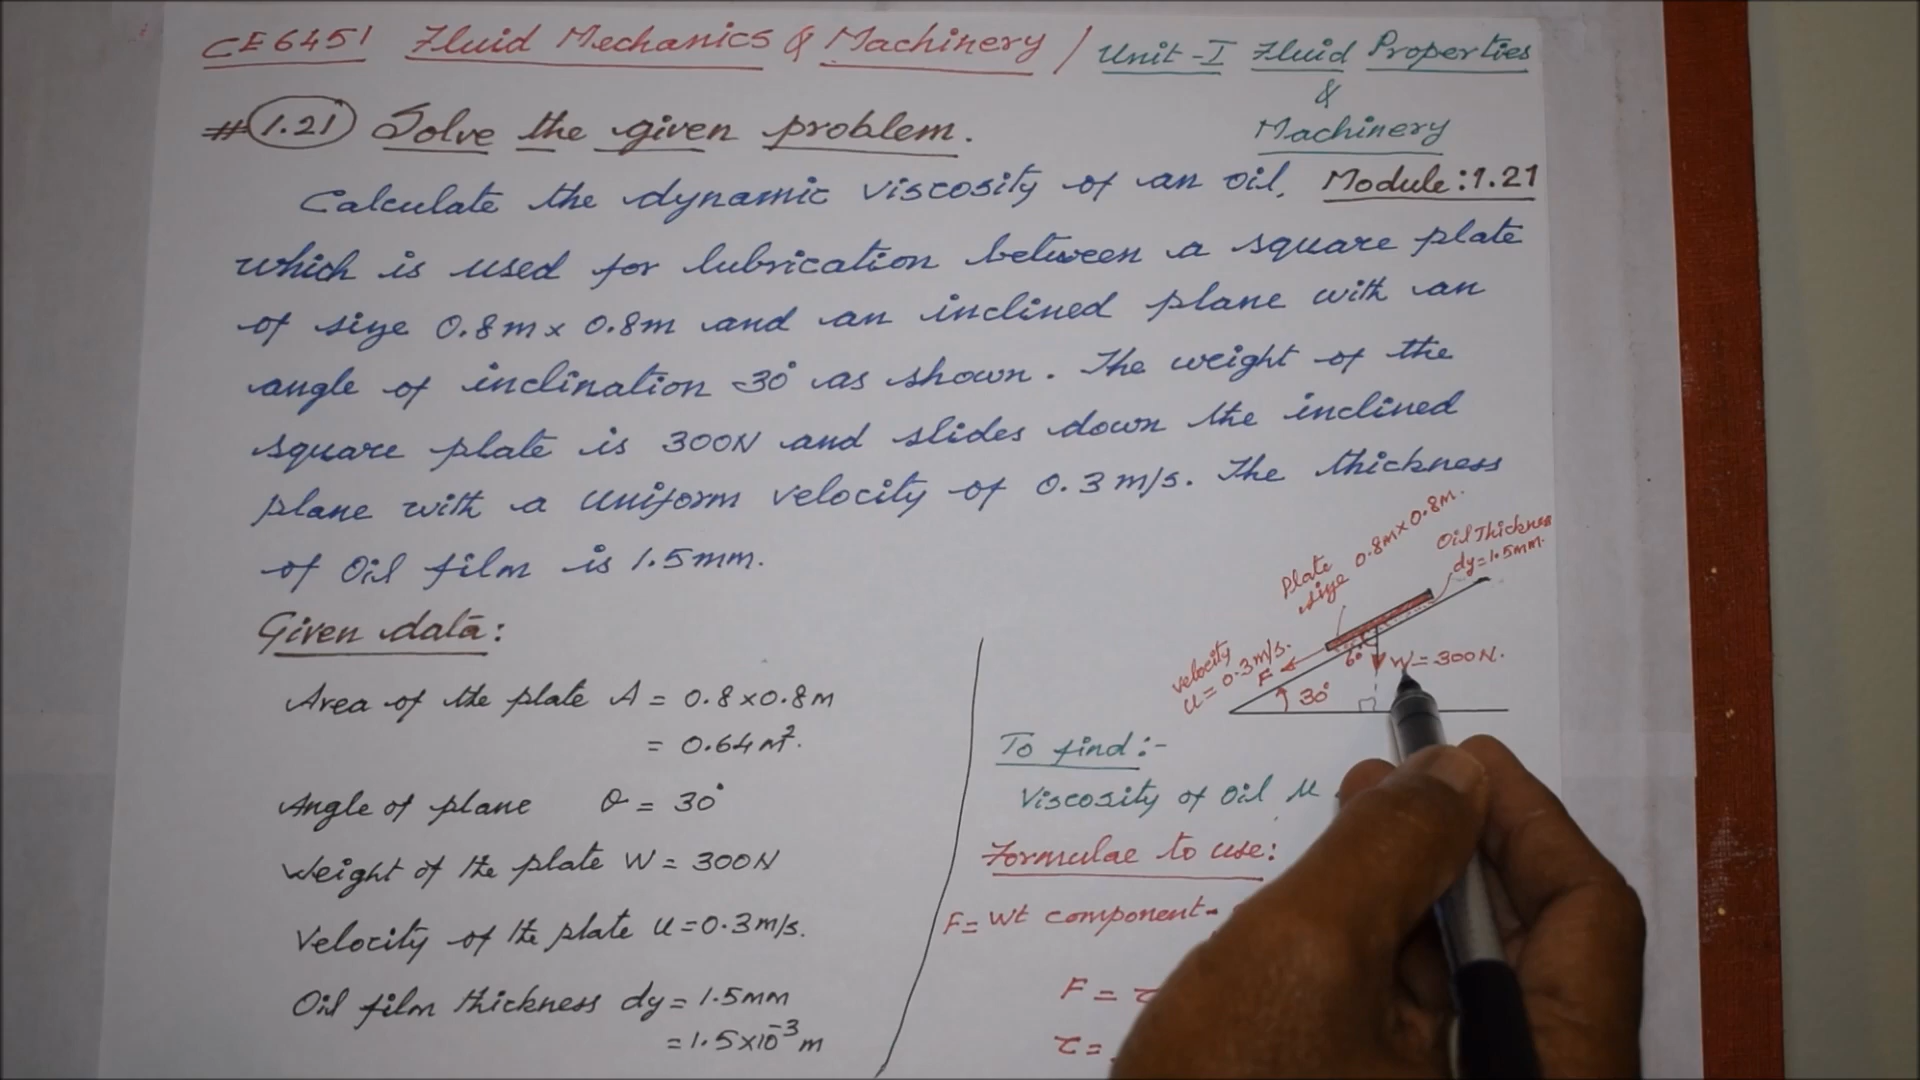 CE6451 Fluid Mechanics & Machinery / Unit-I Fluid Properties
&
Machinery
# 1.21 Solve the given problem.
Module: 1.21
Calculate the dynamic viscosity of an oil,
which is used for lubrication between a square plate
of size 0.8m x 0.8m and an inclined plane with an
angle of inclination 30° as shown. The weight of the
square plate is 300N and slides down the inclined
plane with a uniform velocity of 0.3 m/s. The thickness
of oil film is 1.5mm.
Given data:
Area of the plate A = 0.8 x 0.8 m
= 0.64 m².
Angle of plane θ = 30°
Weight of the plate W = 300N
Velocity of the plate u = 0.3 m/s.
Oil film thickness dy = 1.5mm
= 1.5x10⁻³ m
Plate size 0.8m x 0.8m.
Oil Thickness
dy = 1.5mm.
velocity
u = 0.3 m/s.
F
60°
W = 300N.
30°
To find :-
Viscosity of oil μ
Formulae to use:
F = Wt component
F = τ
τ =